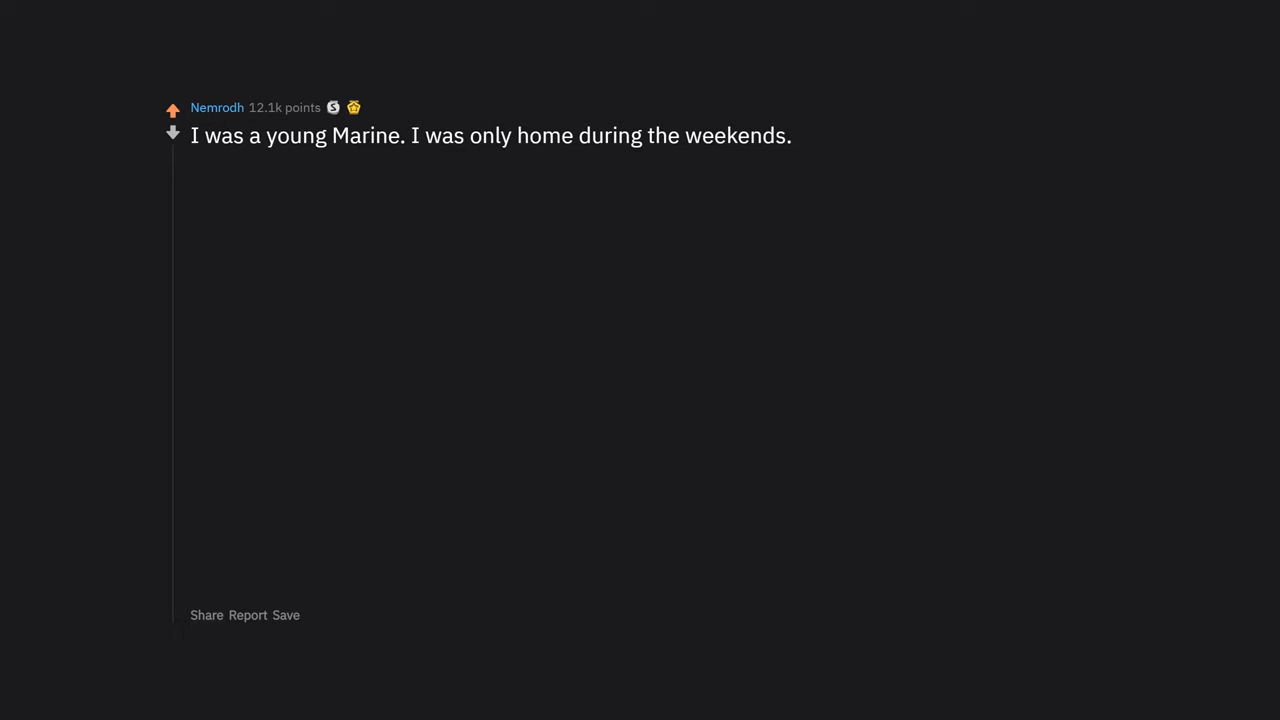 Nemrodh 12.1k points
I was a young Marine. I was only home during the weekends.
Share Report Save